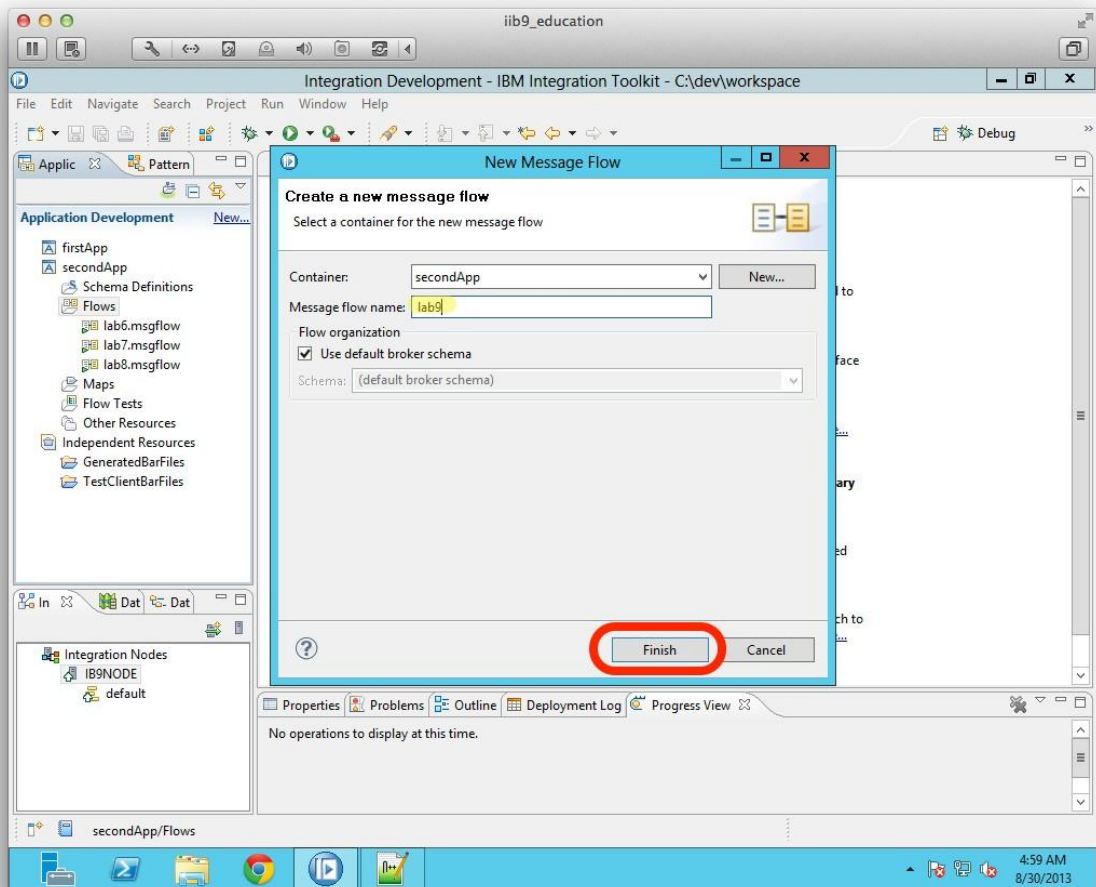 iib9_education
Integration Development - IBM Integration Toolkit - C:\dev\workspace
File Edit Navigate Search Project Run Window Help
Debug
Applic Pattern
Application Development New...
firstApp
secondApp
Schema Definitions
Flows
lab6.msgflow
lab7.msgflow
lab8.msgflow
Maps
Flow Tests
Other Resources
Independent Resources
GeneratedBarFiles
TestClientBarFiles
New Message Flow
Create a new message flow
Select a container for the new message flow
Container: secondApp New...
Message flow name: lab9
Flow organization
Use default broker schema
Schema: (default broker schema)
Finish Cancel
to
face
ary
ed
ch to
In Dat Dat
Integration Nodes
IB9NODE
default
Properties Problems Outline Deployment Log Progress View
No operations to display at this time.
secondApp/Flows
4:59 AM
8/30/2013